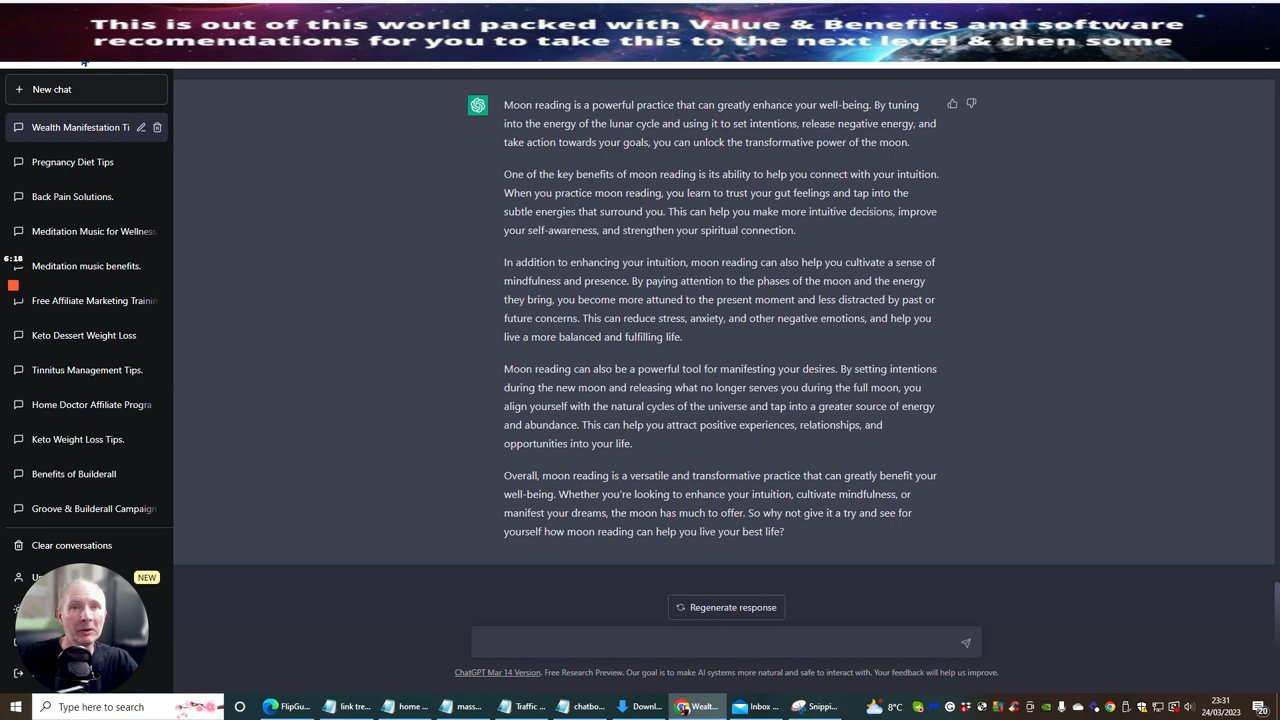 This is out of this world packed with Value & Benefits and software
recomendations for you to take this to the next level & then some
New chat
Wealth Manifestation Ti
Pregnancy Diet Tips
Back Pain Solutions.
Meditation Music for Wellness.
6:18
Meditation music benefits.
Free Affiliate Marketing Trainin
Keto Dessert Weight Loss
Tinnitus Management Tips.
Home Doctor Affiliate Progra
Keto Weight Loss Tips.
Benefits of Builderall
Groove & Builderall Campaign
Clear conversations
NEW
Moon reading is a powerful practice that can greatly enhance your well-being. By tuning
into the energy of the lunar cycle and using it to set intentions, release negative energy, and
take action towards your goals, you can unlock the transformative power of the moon.
One of the key benefits of moon reading is its ability to help you connect with your intuition.
When you practice moon reading, you learn to trust your gut feelings and tap into the
subtle energies that surround you. This can help you make more intuitive decisions, improve
your self-awareness, and strengthen your spiritual connection.
In addition to enhancing your intuition, moon reading can also help you cultivate a sense of
mindfulness and presence. By paying attention to the phases of the moon and the energy
they bring, you become more attuned to the present moment and less distracted by past or
future concerns. This can reduce stress, anxiety, and other negative emotions, and help you
live a more balanced and fulfilling life.
Moon reading can also be a powerful tool for manifesting your desires. By setting intentions
during the new moon and releasing what no longer serves you during the full moon, you
align yourself with the natural cycles of the universe and tap into a greater source of energy
and abundance. This can help you attract positive experiences, relationships, and
opportunities into your life.
Overall, moon reading is a versatile and transformative practice that can greatly benefit your
well-being. Whether you're looking to enhance your intuition, cultivate mindfulness, or
manifest your dreams, the moon has much to offer. So why not give it a try and see for
yourself how moon reading can help you live your best life?
Regenerate response
ChatGPT Mar 14 Version. Free Research Preview. Our goal is to make AI systems more natural and safe to interact with. Your feedback will help us improve.
Type here to search
FlipGu...
link tre...
home ...
mass...
Traffic ...
chatbo...
Downl...
Wealt...
Inbox ...
Snippi...
8°C
23:31
24/03/2023
20